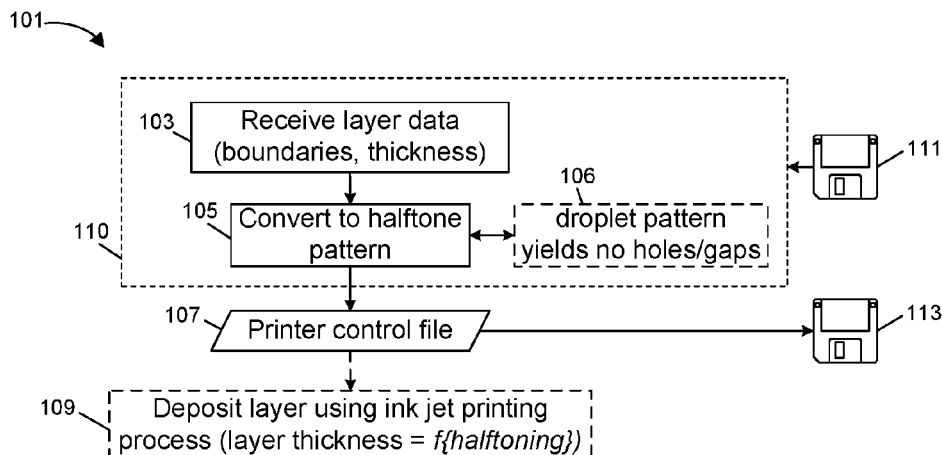 101
103
Receive layer data
(boundaries, thickness)
111
106
105
Convert to halftone
pattern
droplet pattern
yields no holes/gaps
110
107
Printer control file
113
109
Deposit layer using ink jet printing
process (layer thickness = f{halftoning})